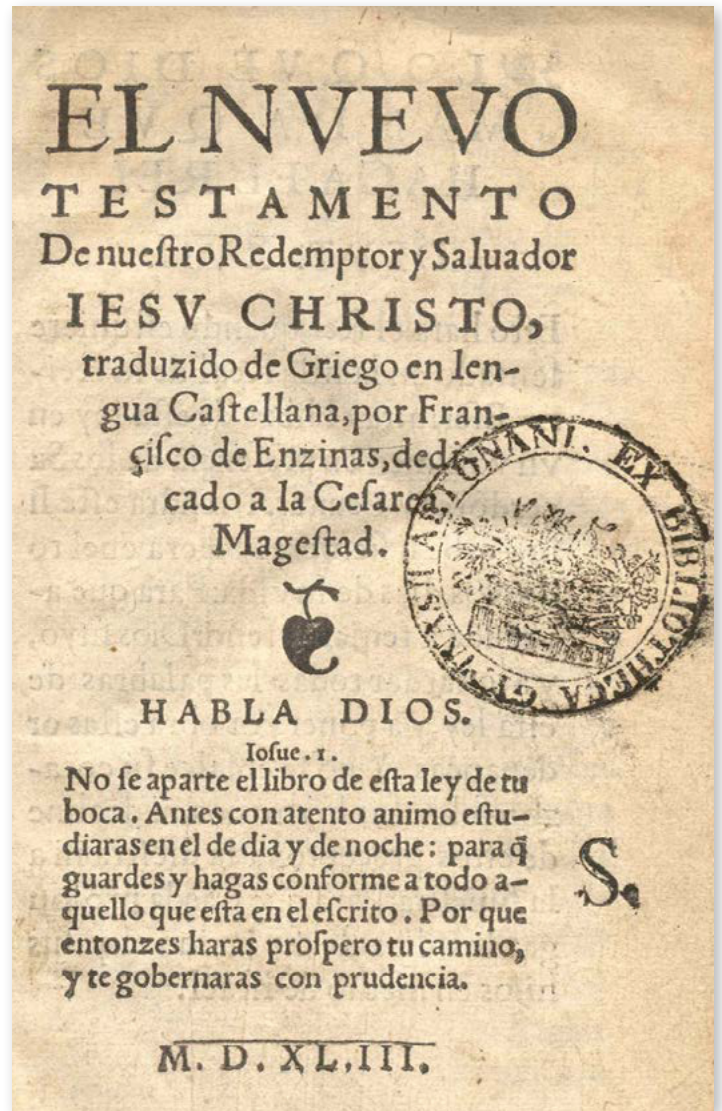 EL NVEVO
TESTAMENTO
De nueſtro Redemptor y Saluador
IESV CHRISTO,
traduzido de Griego en len-
gua Caſtellana, por Fran-
çiſco de Enzinas, dedi-
cado a la Ceſarea
Mageſtad.
EX BIBLIOTHECA
HABLA DIOS.
Ioſue. 1.
No ſe aparte el libro de eſta ley de tu
boca. Antes con atento animo eſtu-
diaras en el de dia y de noche: para q̃
guardes y hagas conforme a todo a-
quello que eſta en el eſcrito. Por que
entonzes haras proſpero tu camino,
y te gobernaras con prudencia.
S.
M. D. XL.III.